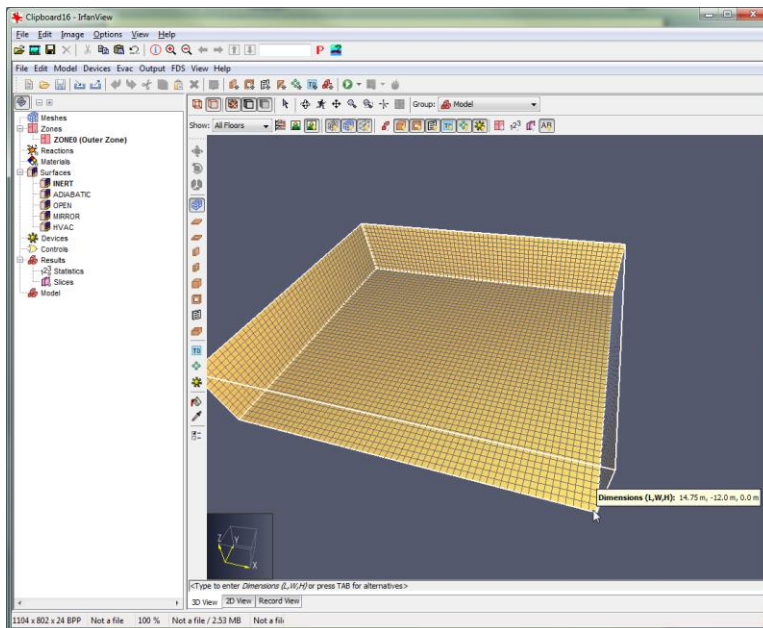 Clipboard16 - IrfanView
File Edit Image Options View Help
P
File Edit Model Devices Evac Output FDS View Help
Group: Model
Show: All Floors
AR
Meshes
Zones
ZONE0 (Outer Zone)
Reactions
Materials
Surfaces
INERT
ADIABATIC
OPEN
MIRROR
HVAC
Devices
Controls
Results
Statistics
Slices
Model
Dimensions (L,W,H): 14.75 m, -12.0 m, 0.0 m
Z
Y
X
<Type to enter Dimensions (L,W,H) or press TAB for alternatives>
3D View 2D View Record View
1104 x 802 x 24 BPP Not a file 100 % Not a file / 2.53 MB Not a file